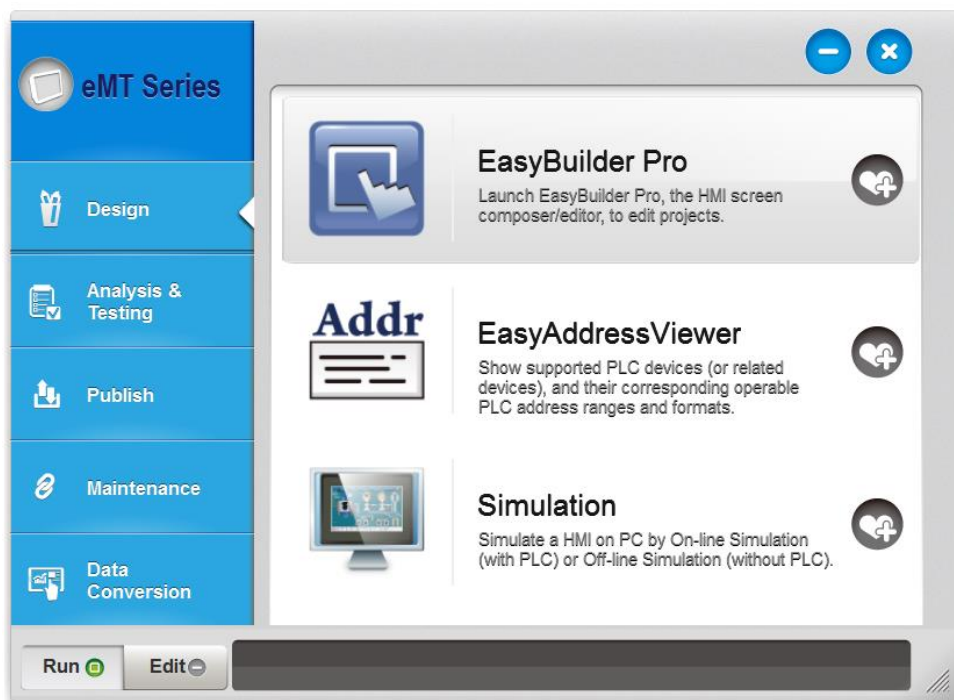 eMT Series
Design
Analysis &
Testing
Publish
Maintenance
Data
Conversion
EasyBuilder Pro
Launch EasyBuilder Pro, the HMI screen
composer/editor, to edit projects.
Addr
EasyAddressViewer
Show supported PLC devices (or related
devices), and their corresponding operable
PLC address ranges and formats.
Simulation
Simulate a HMI on PC by On-line Simulation
(with PLC) or Off-line Simulation (without PLC).
Run
Edit